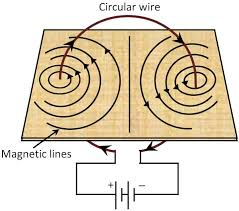 Circular wire
Magnetic lines
+ –